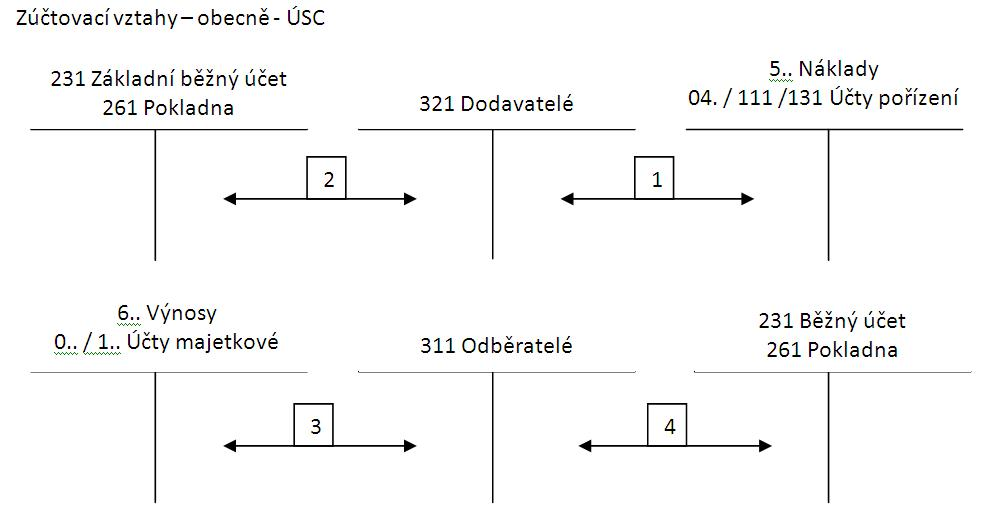 Zúčtovací vztahy – obecně - ÚSC
231 Základní běžný účet
261 Pokladna
321 Dodavatelé
5.. Náklady
04. / 111 /131 Účty pořízení
2
1
6.. Výnosy
0.. / 1.. Účty majetkové
311 Odběratelé
231 Běžný účet
261 Pokladna
3
4